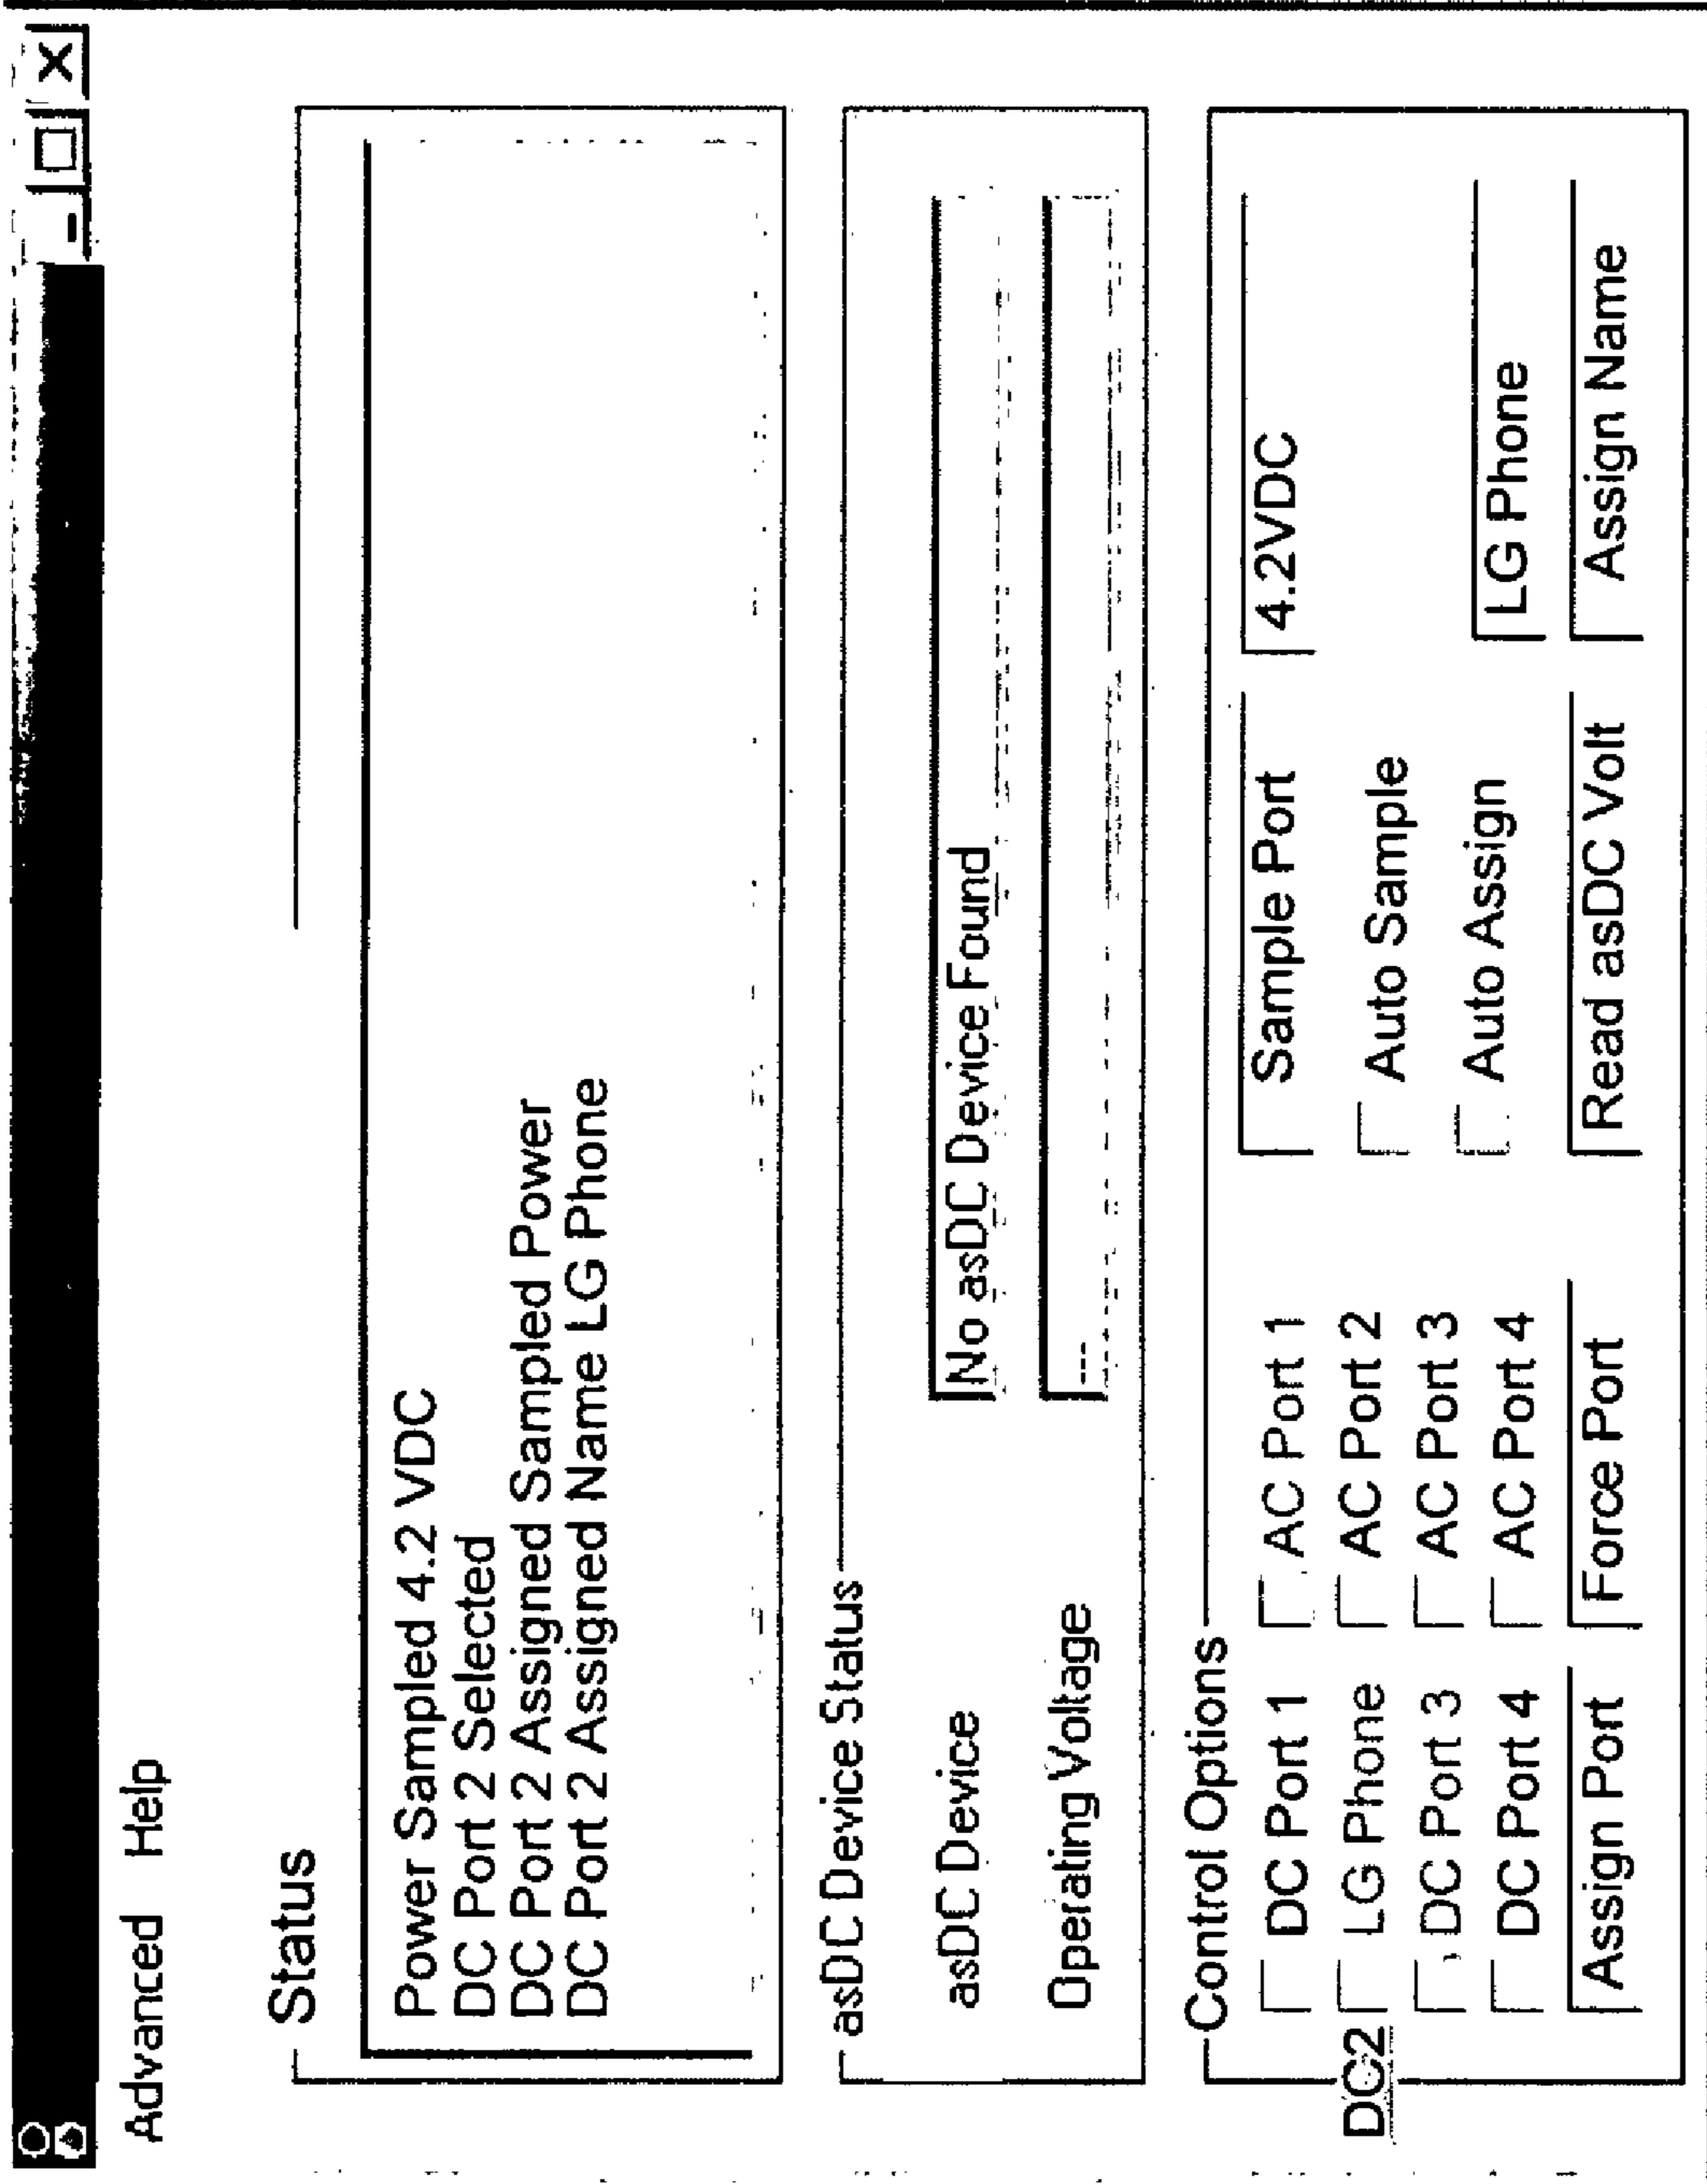 Advanced Help
Status
Power Sampled 4.2 VDC
DC Port 2 Selected
DC Port 2 Assigned Sampled Power
DC Port 2 Assigned Name LG Phone
asDC Device Status
asDC Device No asDC Device Found
Operating Voltage ---
Control Options
DC Port 1 AC Port 1 Sample Port 4.2VDC
DC2 LG Phone AC Port 2 Auto Sample
DC Port 3 AC Port 3 Auto Assign LG Phone
DC Port 4 AC Port 4
Assign Port Force Port Read asDC Volt Assign Name